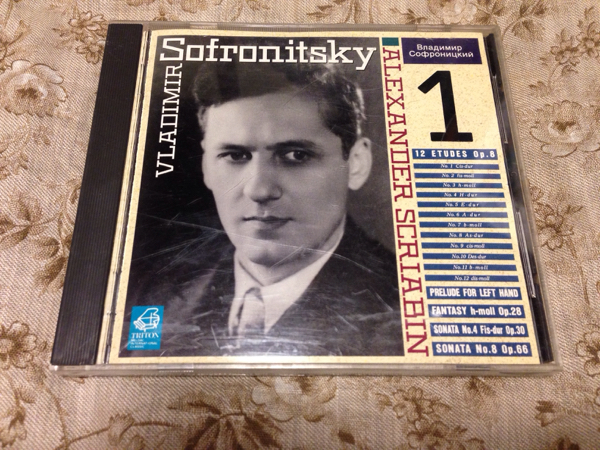 VLADIMIR
Sofronitsky
ALEXANDER SCRIABIN
Владимир
Софроницкий
1
12 ETUDES Op.8
No. 1 Cis-dur
No. 2 fis-moll
No. 3 h-moll
No. 4 H-dur
No. 5 E-dur
No. 6 A-dur
No. 7 b-moll
No. 8 As-dur
No. 9 gis-moll
No.10 Des-dur
No.11 b-moll
No.12 dis-moll
PRELUDE FOR LEFT HAND
FANTASY h-moll Op.28
SONATA No.4 Fis-dur Op.30
SONATA No.8 Op.66
TRITON